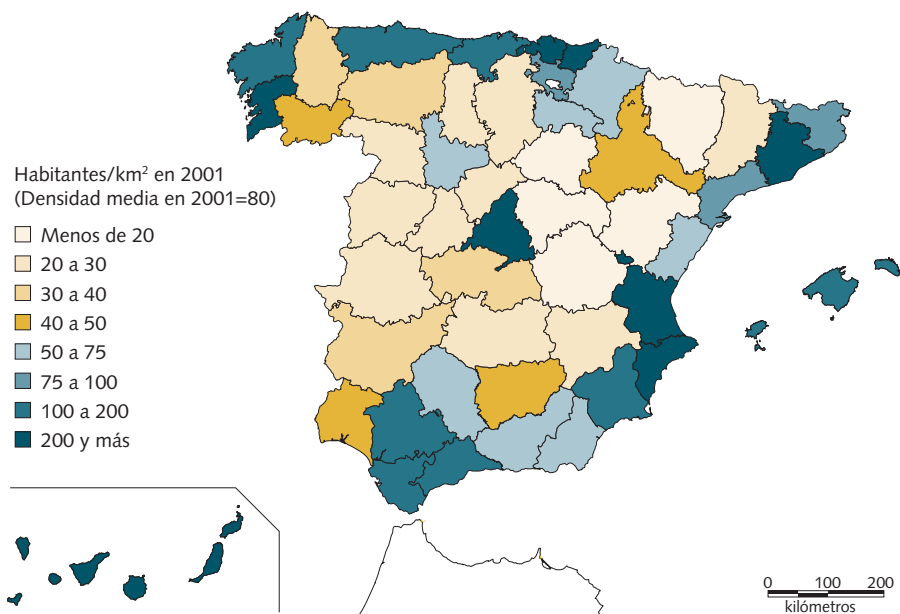 Habitantes/km² en 2001
(Densidad media en 2001=80)
Menos de 20
20 a 30
30 a 40
40 a 50
50 a 75
75 a 100
100 a 200
200 y más
0 100 200
kilómetros